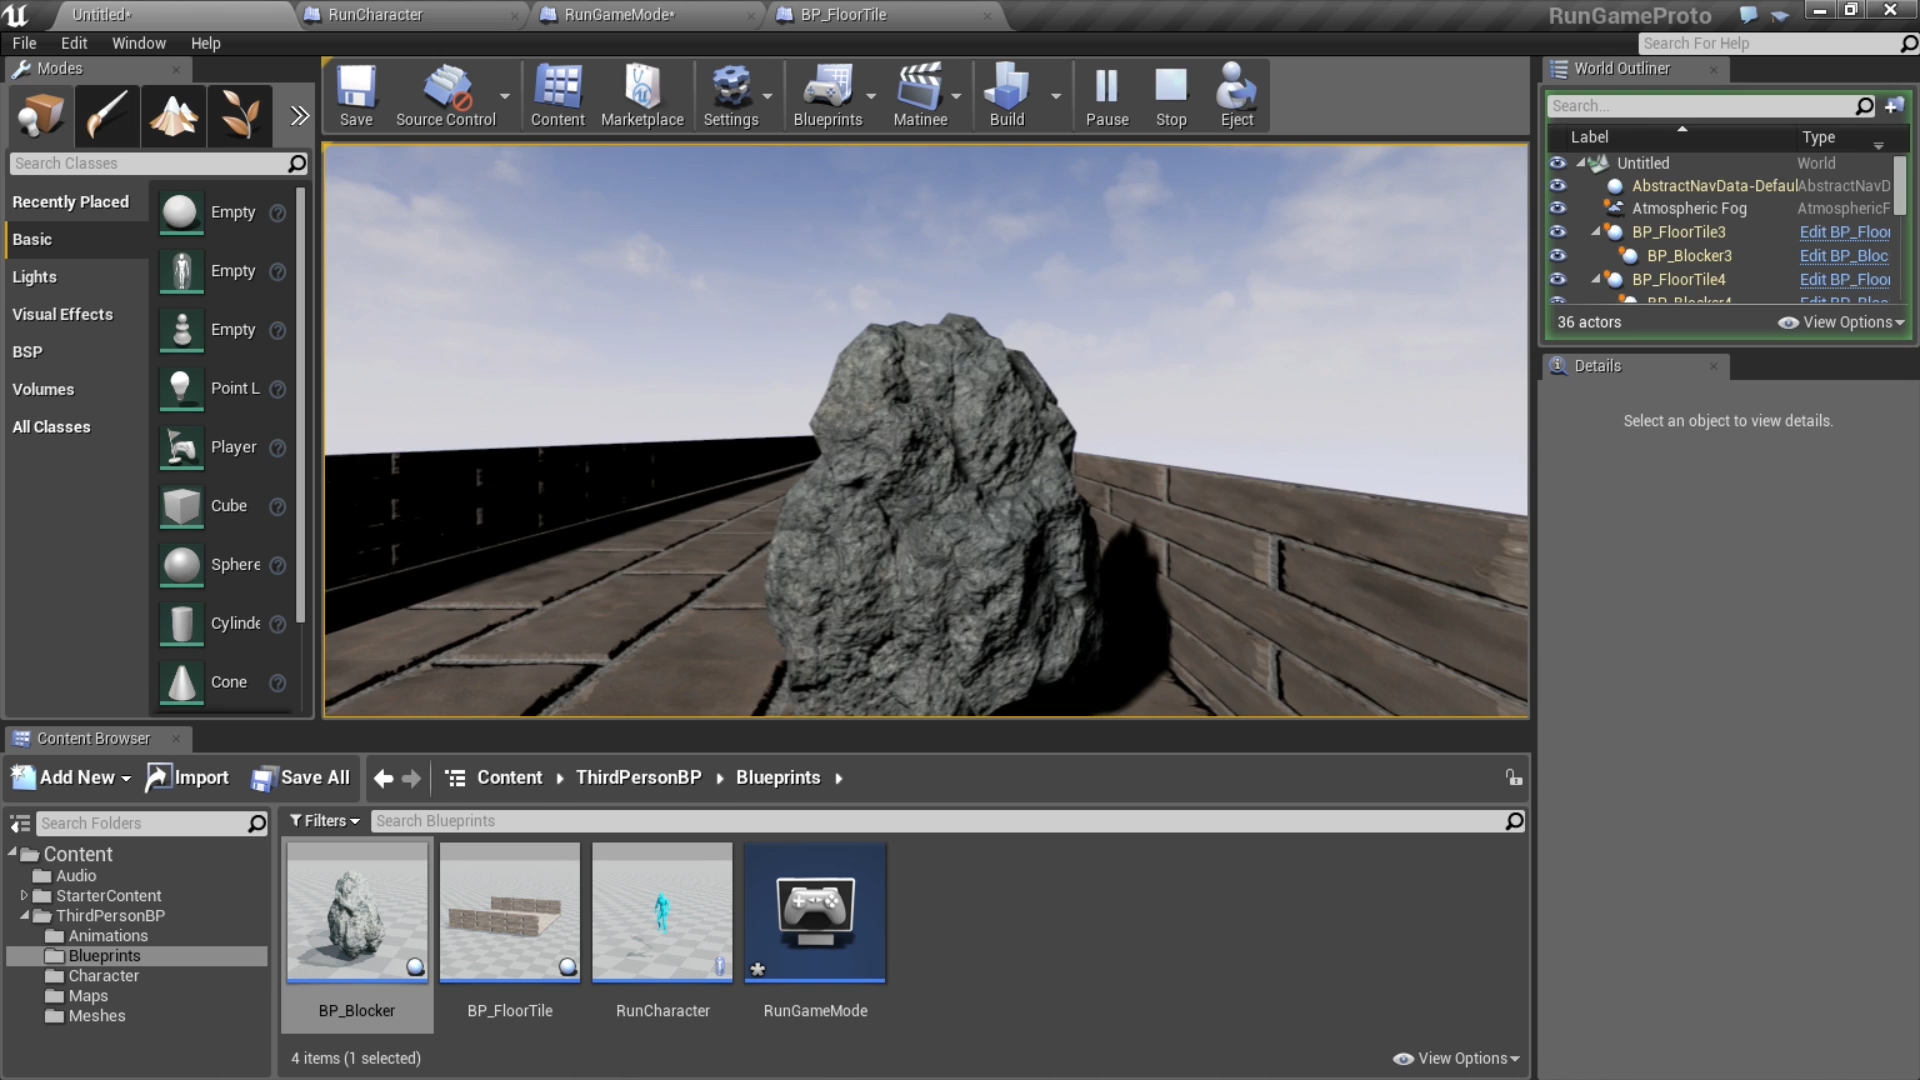 Untitled*
RunCharacter
RunGameMode*
BP_FloorTile
RunGameProto
File Edit Window Help
Search For Help
Modes
Save
Source Control
Content
Marketplace
Settings
Blueprints
Matinee
Build
Pause
Stop
Eject
Search Classes
Recently Placed
Basic
Lights
Visual Effects
BSP
Volumes
All Classes
Empty
Empty
Empty
Point L
Player
Cube
Sphere
Cylinde
Cone
World Outliner
Search...
Label Type
Untitled World
AbstractNavData-Defaul AbstractNavD
Atmospheric Fog AtmosphericF
BP_FloorTile3 Edit BP_Floor
BP_Blocker3 Edit BP_Bloc
BP_FloorTile4 Edit BP_Floor
BP_Blocker4 Edit BP_Bloc
36 actors View Options
Details
Select an object to view details.
Content Browser
Add New Import Save All Content ThirdPersonBP Blueprints
Search Folders
Filters Search Blueprints
Content
Audio
StarterContent
ThirdPersonBP
Animations
Blueprints
Character
Maps
Meshes
BP_Blocker
BP_FloorTile
RunCharacter
RunGameMode
4 items (1 selected) View Options